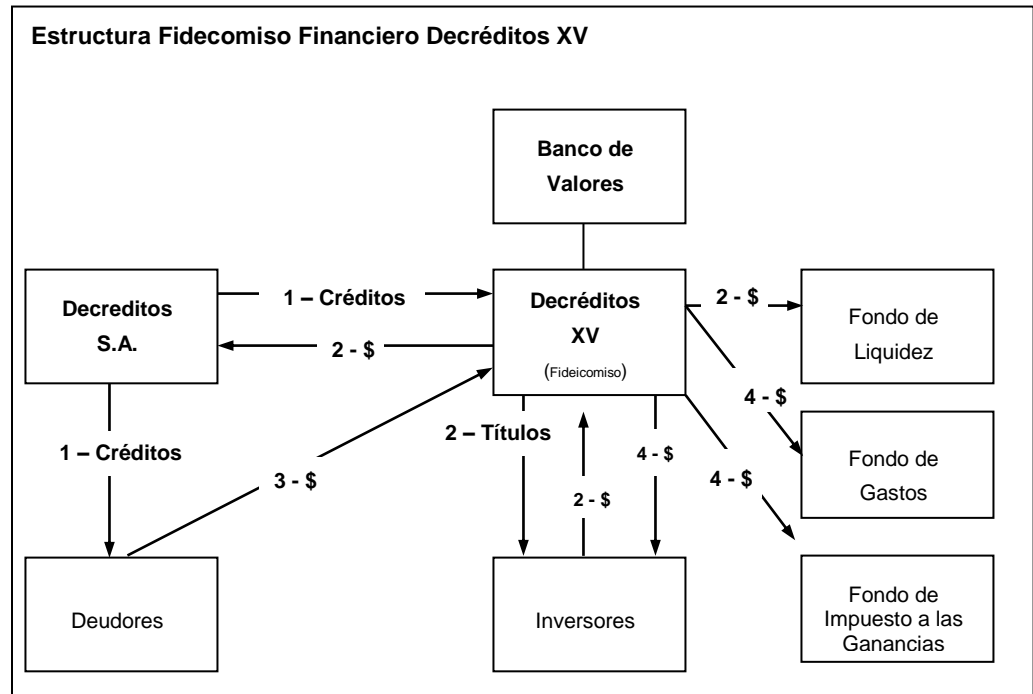 Estructura Fidecomiso Financiero Decréditos XV
Banco de
Valores
Decreditos
S.A.
1 – Créditos
2 - $
Decréditos
XV
(Fideicomiso)
2 - $
Fondo de
Liquidez
4 - $
Fondo de
Gastos
4 - $
Fondo de
Impuesto a las
Ganancias
1 – Créditos
3 - $
2 – Títulos
2 - $
4 - $
Deudores
Inversores